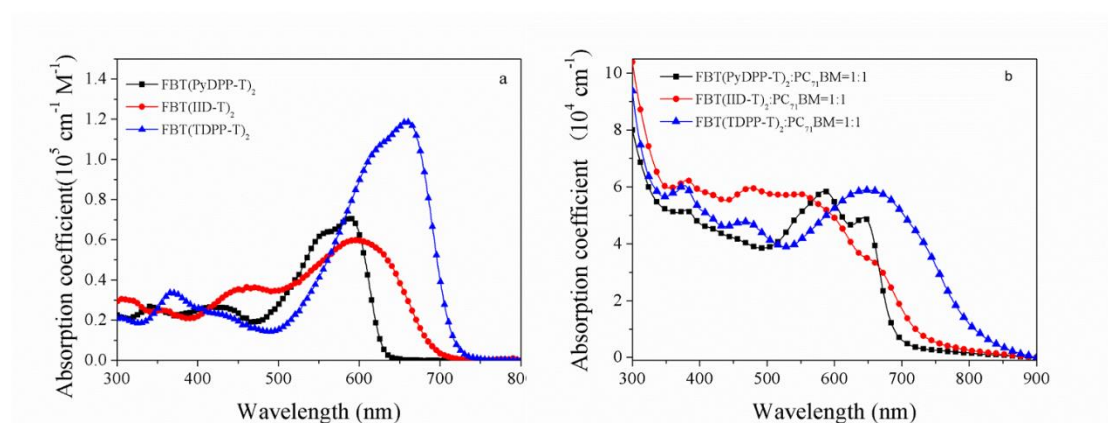 a
FBT(PyDPP-T)₂
FBT(IID-T)₂
FBT(TDPP-T)₂
Absorption coefficient(10⁵ cm⁻¹ M⁻¹)
1.4
1.2
1.0
0.8
0.6
0.4
0.2
0.0
300 400 500 600 700 80
Wavelength (nm)
b
FBT(PyDPP-T)₂:PC₇₁BM=1:1
FBT(IID-T)₂:PC₇₁BM=1:1
FBT(TDPP-T)₂:PC₇₁BM=1:1
Absorption coefficient （10⁴ cm⁻¹)
10
8
6
4
2
0
300 400 500 600 700 800 900
Wavelength (nm)